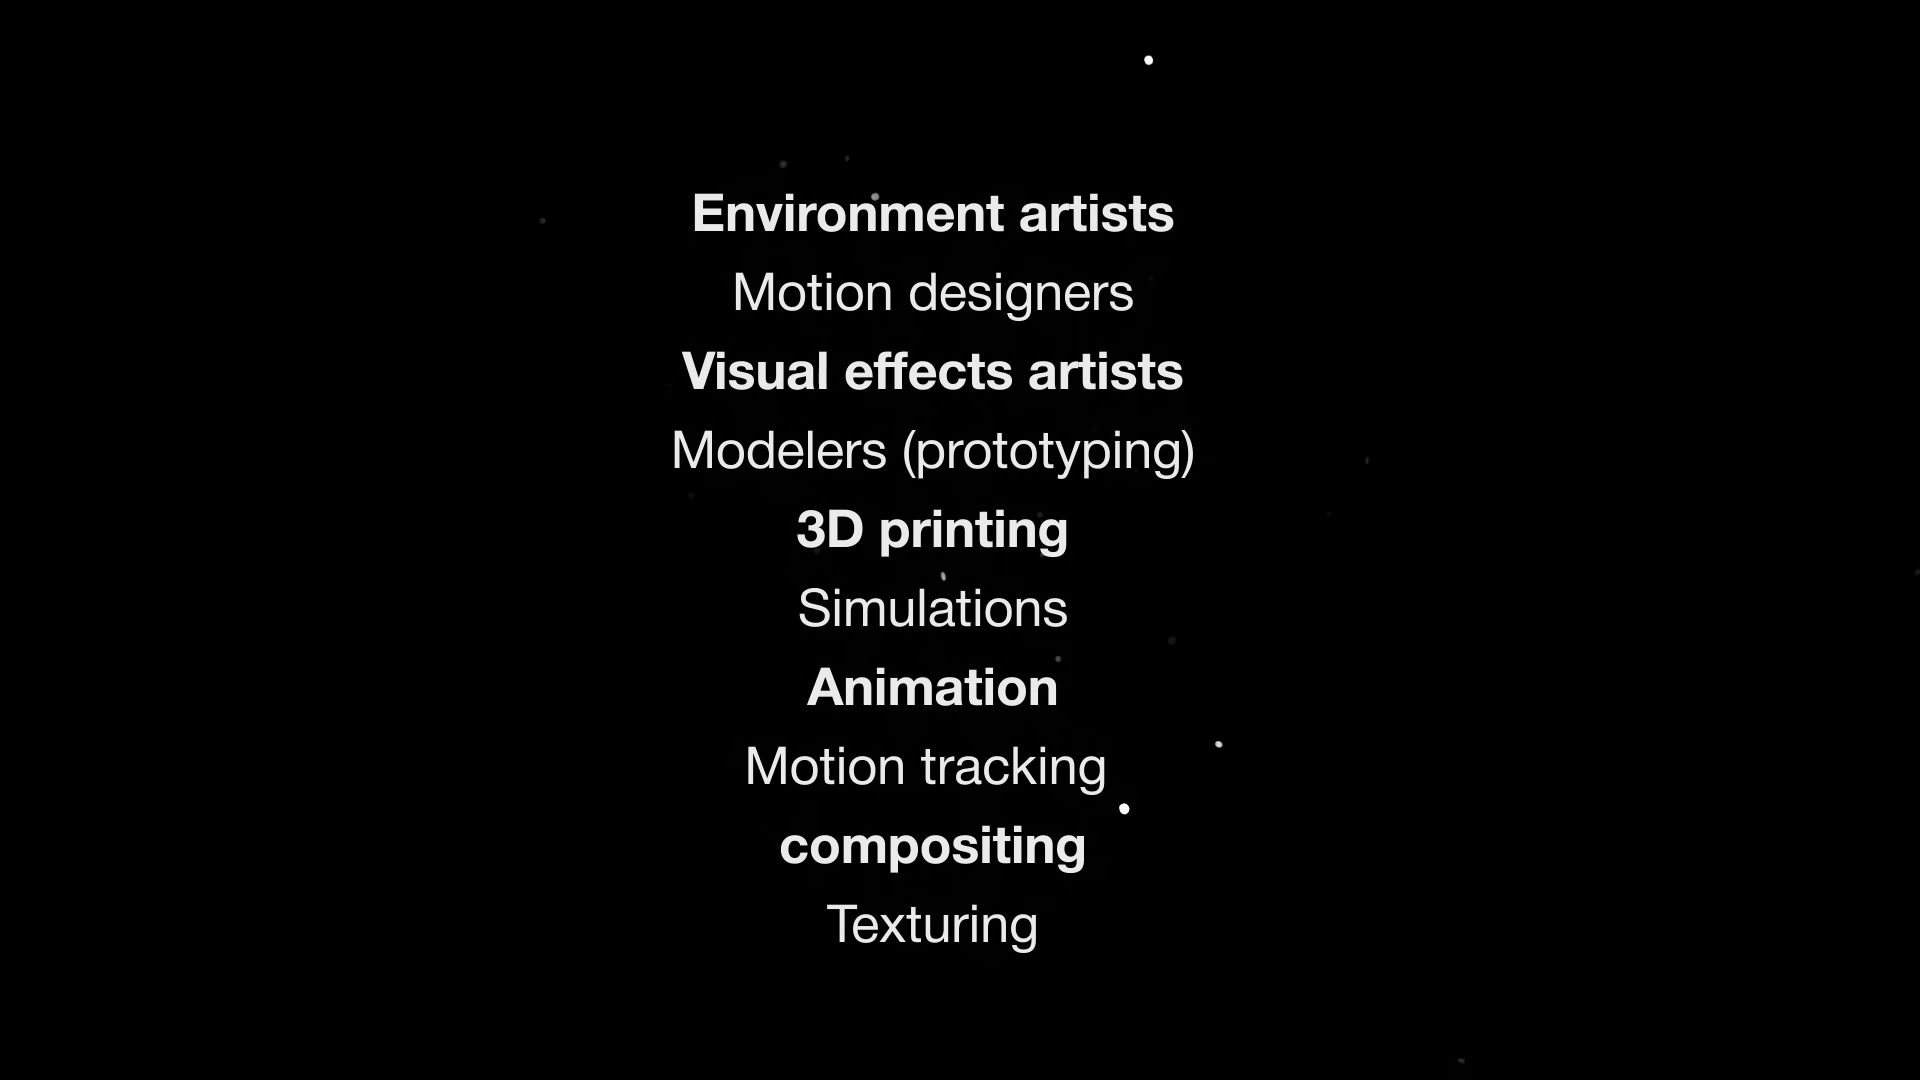 Environment artists
Motion designers
Visual effects artists
Modelers (prototyping)
3D printing
Simulations
Animation
Motion tracking
compositing
Texturing